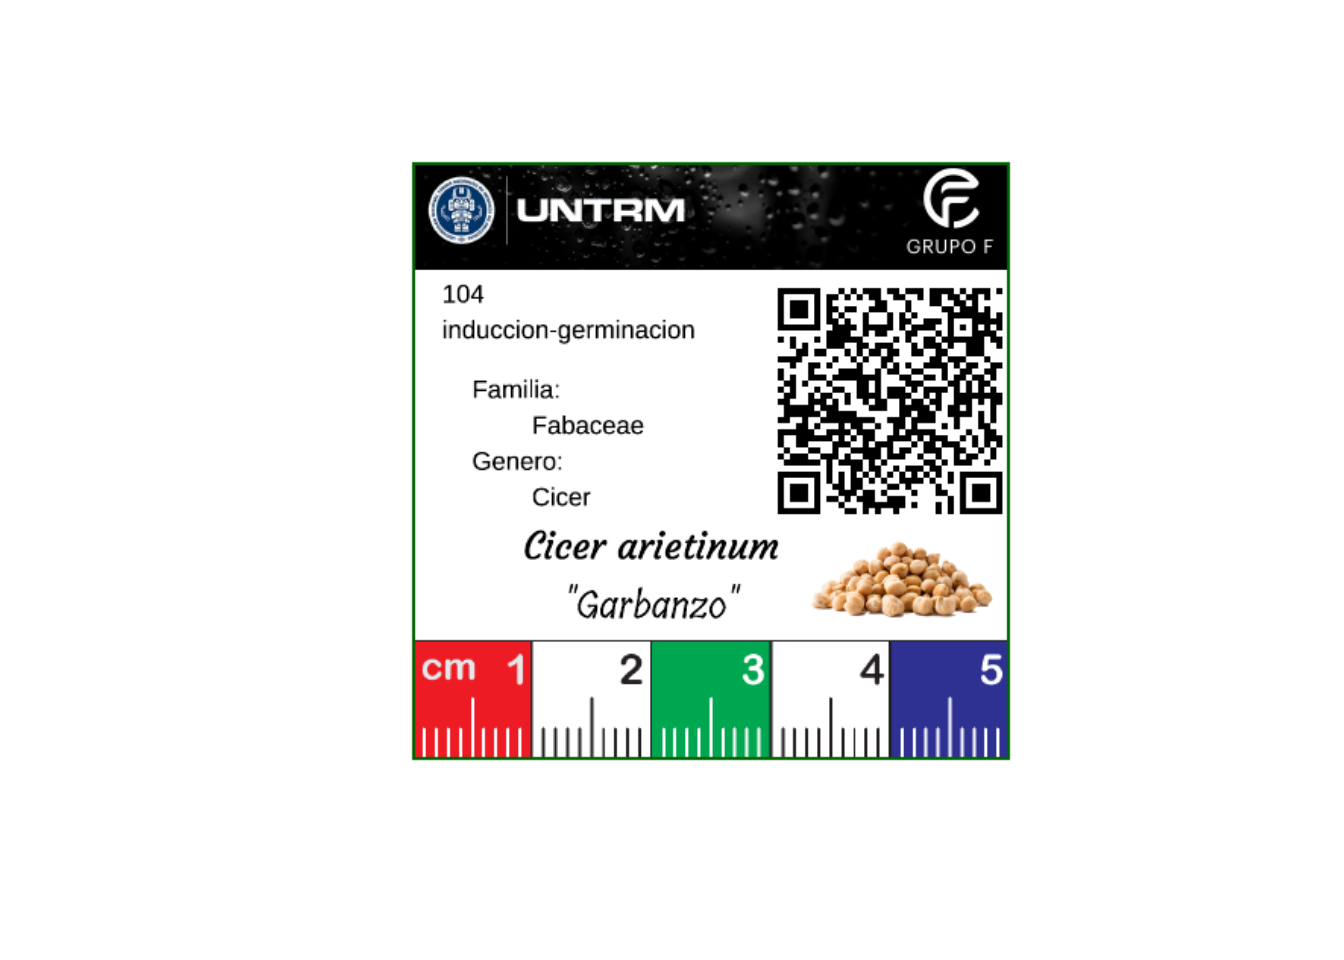 UNTRM
GRUPO F
104
induccion-germinacion
Familia:
Fabaceae
Genero:
Cicer
Cicer arietinum
"Garbanzo"
cm 1 2 3 4 5